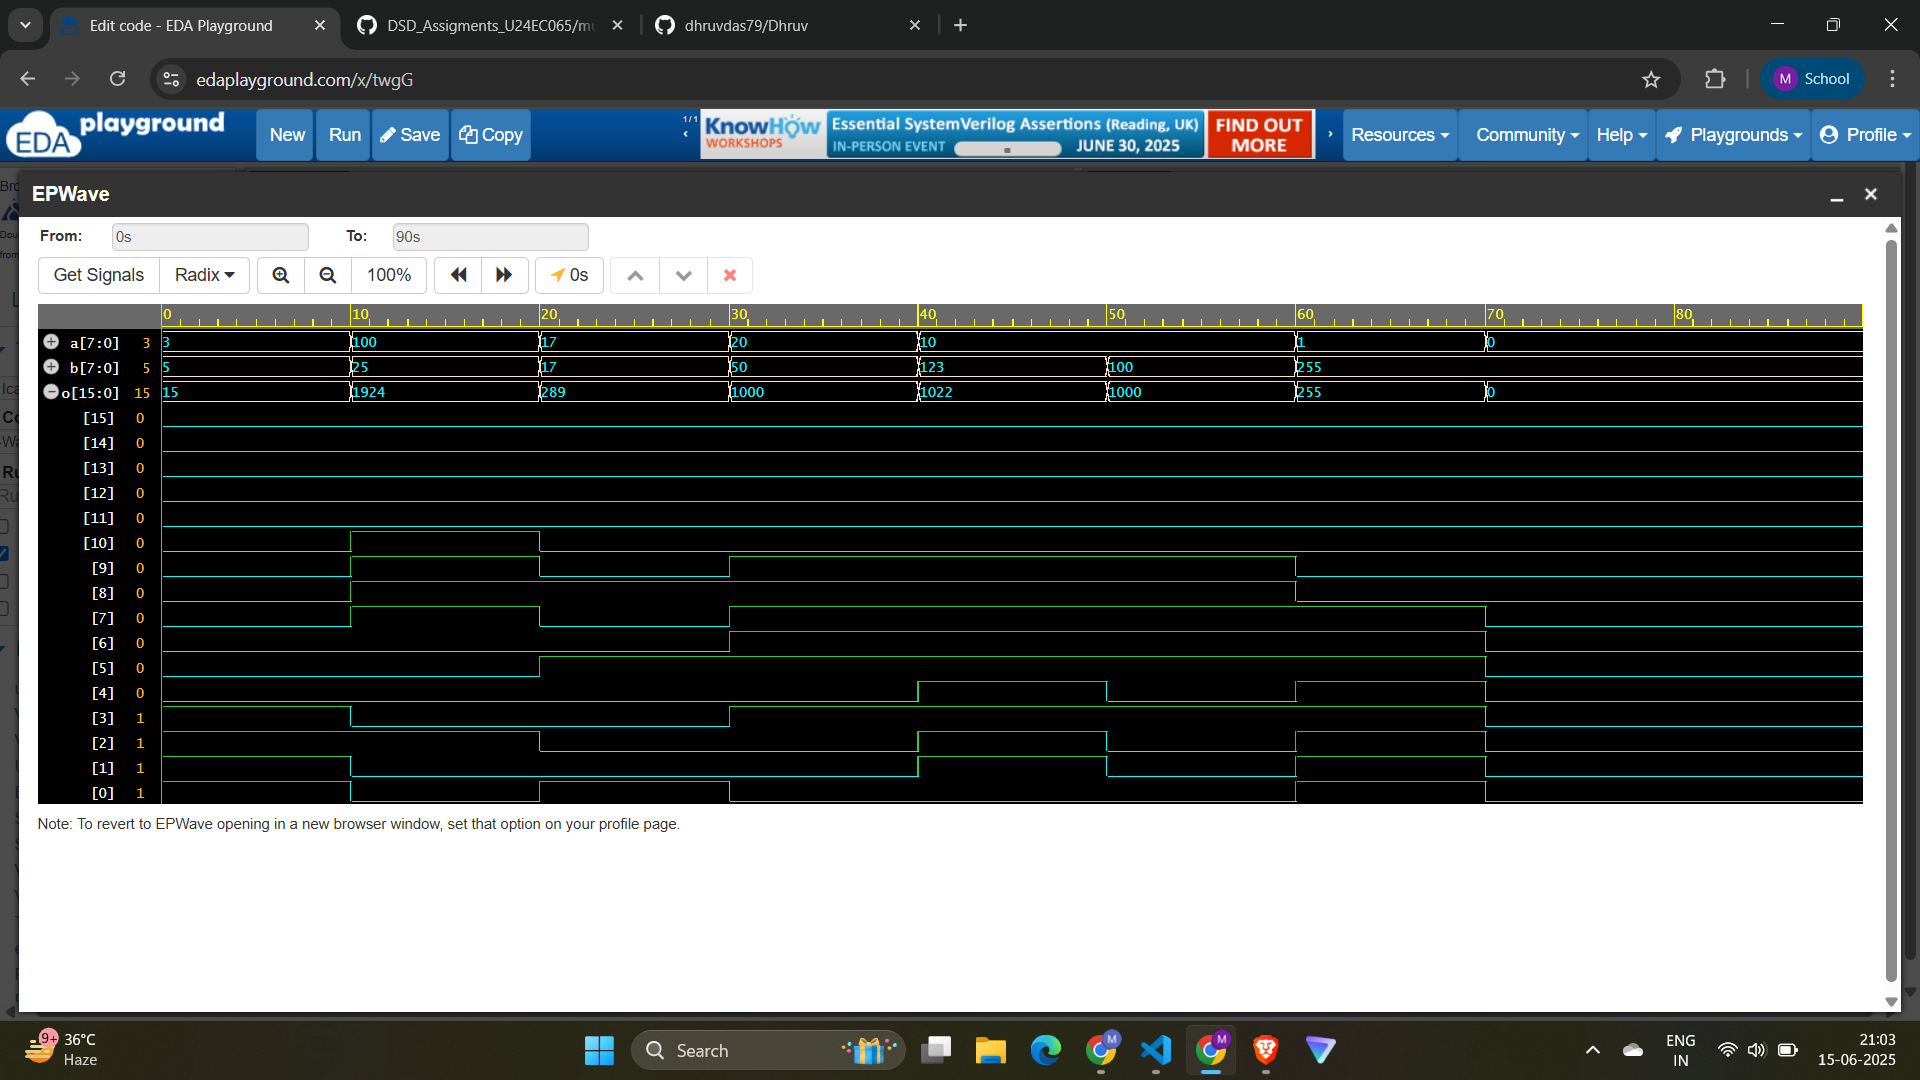 Edit code - EDA Playground
DSD_Assigments_U24EC065/mu
dhruvdas79/Dhruv
edaplayground.com/x/twgG
M School
EDA playground
New
Run
Save
Copy
1/1
KnowHow WORKSHOPS
Essential SystemVerilog Assertions (Reading, UK)
IN-PERSON EVENT
JUNE 30, 2025
FIND OUT MORE
Resources
Community
Help
Playgrounds
Profile
EPWave
From: 0s To: 90s
Get Signals Radix 100% 0s
0 10 20 30 40 50 60 70 80
a[7:0] 3 3 100 17 20 10 1 0
b[7:0] 5 5 25 17 50 123 100 255
o[15:0] 15 15 1924 289 1000 1022 1000 255 0
[15] 0
[14] 0
[13] 0
[12] 0
[11] 0
[10] 0
[9] 0
[8] 0
[7] 0
[6] 0
[5] 0
[4] 0
[3] 1
[2] 1
[1] 1
[0] 1
Note: To revert to EPWave opening in a new browser window, set that option on your profile page.
9+
36°C
Haze
Search
M
M
ENG
IN
21:03
15-06-2025